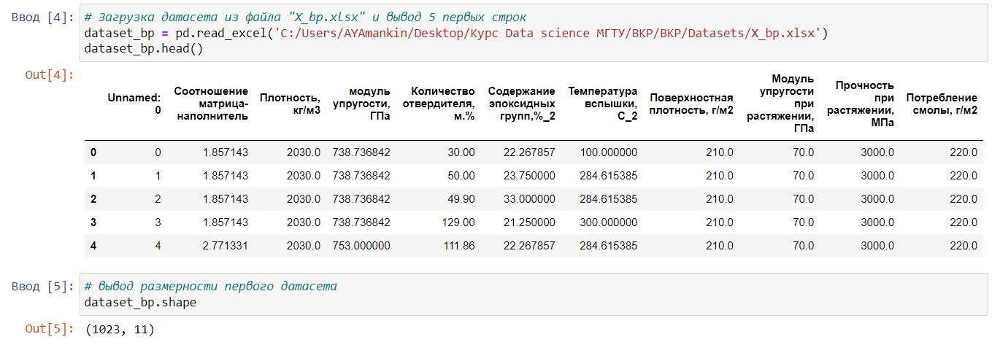 Ввод [4]: # Загрузка датасета из файла "X_bp.xlsx" и вывод 5 первых строк
dataset_bp = pd.read_excel('C:/Users/AYAmankin/Desktop/Курс Data science МГТУ/ВКР/ВКР/Datasets/X_bp.xlsx')
dataset_bp.head()
Out[4]:
Unnamed: 0 Соотношение матрица-наполнитель Плотность, кг/м3 модуль упругости, ГПа Количество отвердителя, м.% Содержание эпоксидных групп,%_2 Температура вспышки, С_2 Поверхностная плотность, г/м2 Модуль упругости при растяжении, ГПа Прочность при растяжении, МПа Потребление смолы, г/м2
0 0 1.857143 2030.0 738.736842 30.00 22.267857 100.000000 210.0 70.0 3000.0 220.0
1 1 1.857143 2030.0 738.736842 50.00 23.750000 284.615385 210.0 70.0 3000.0 220.0
2 2 1.857143 2030.0 738.736842 49.90 33.000000 284.615385 210.0 70.0 3000.0 220.0
3 3 1.857143 2030.0 738.736842 129.00 21.250000 300.000000 210.0 70.0 3000.0 220.0
4 4 2.771331 2030.0 753.000000 111.86 22.267857 284.615385 210.0 70.0 3000.0 220.0
Ввод [5]: # вывод размерности первого датасета
dataset_bp.shape
Out[5]: (1023, 11)